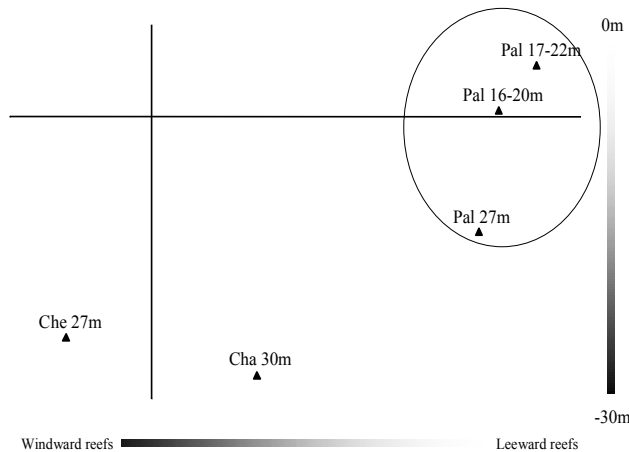 0m
Pal 17-22m
Pal 16-20m
Pal 27m
Che 27m
Cha 30m
-30m
Windward reefs
Leeward reefs